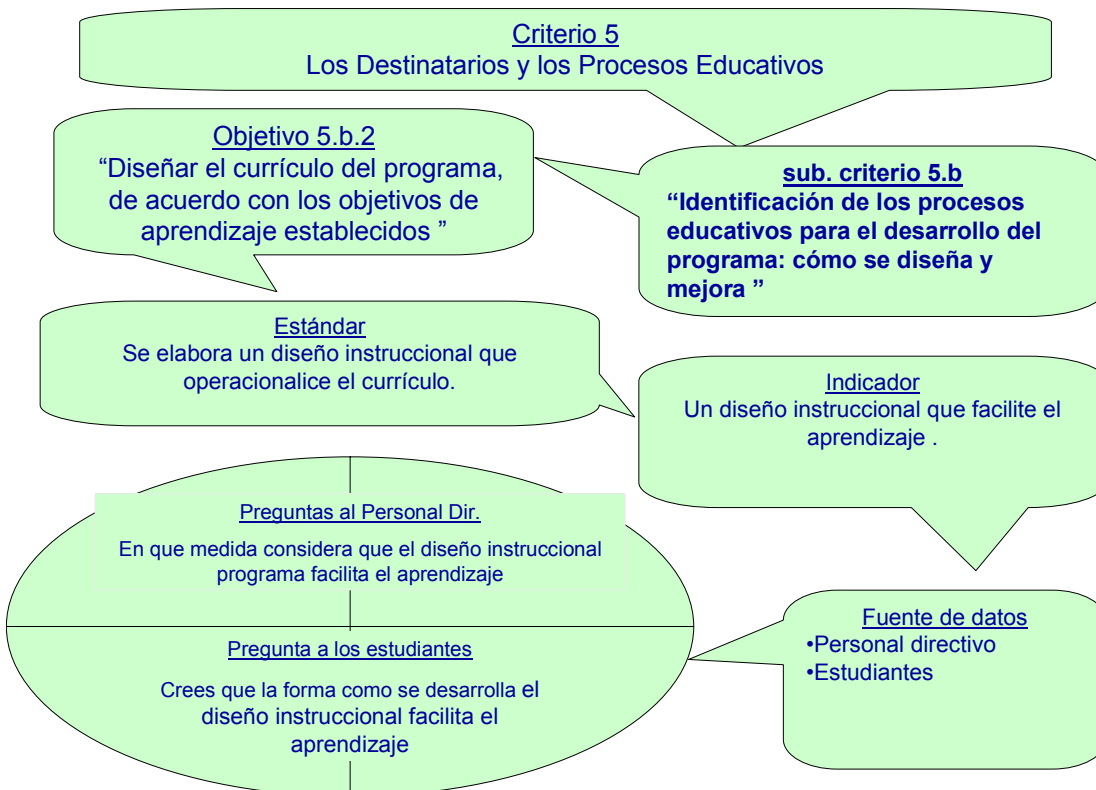 Criterio 5
Los Destinatarios y los Procesos Educativos
Objetivo 5.b.2
“Diseñar el currículo del programa,
de acuerdo con los objetivos de
aprendizaje establecidos ”
sub. criterio 5.b
“Identificación de los procesos
educativos para el desarrollo del
programa: cómo se diseña y
mejora ”
Estándar
Se elabora un diseño instruccional que
operacionalice el currículo.
Indicador
Un diseño instruccional que facilite el
aprendizaje .
Preguntas al Personal Dir.
En que medida considera que el diseño instruccional
programa facilita el aprendizaje
Pregunta a los estudiantes
Crees que la forma como se desarrolla el
diseño instruccional facilita el
aprendizaje
Fuente de datos
•Personal directivo
•Estudiantes